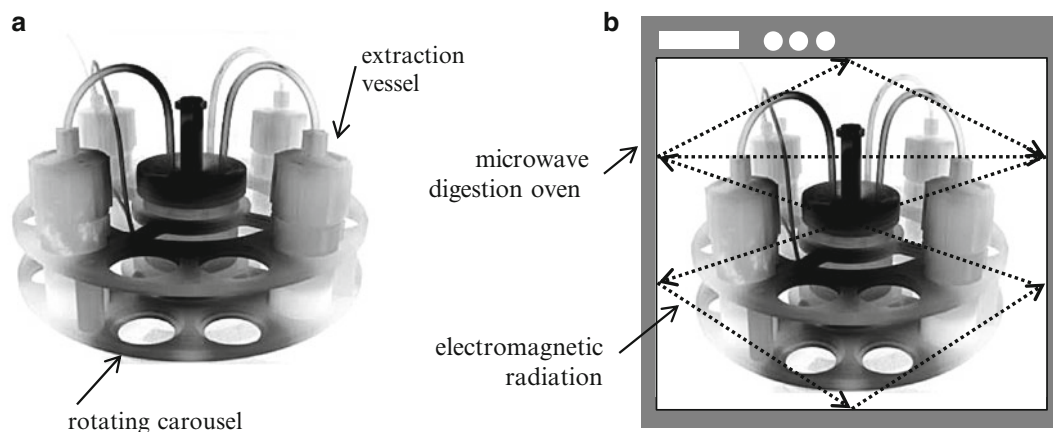 a
extraction
vessel
rotating carousel
b
microwave
digestion oven
electromagnetic
radiation